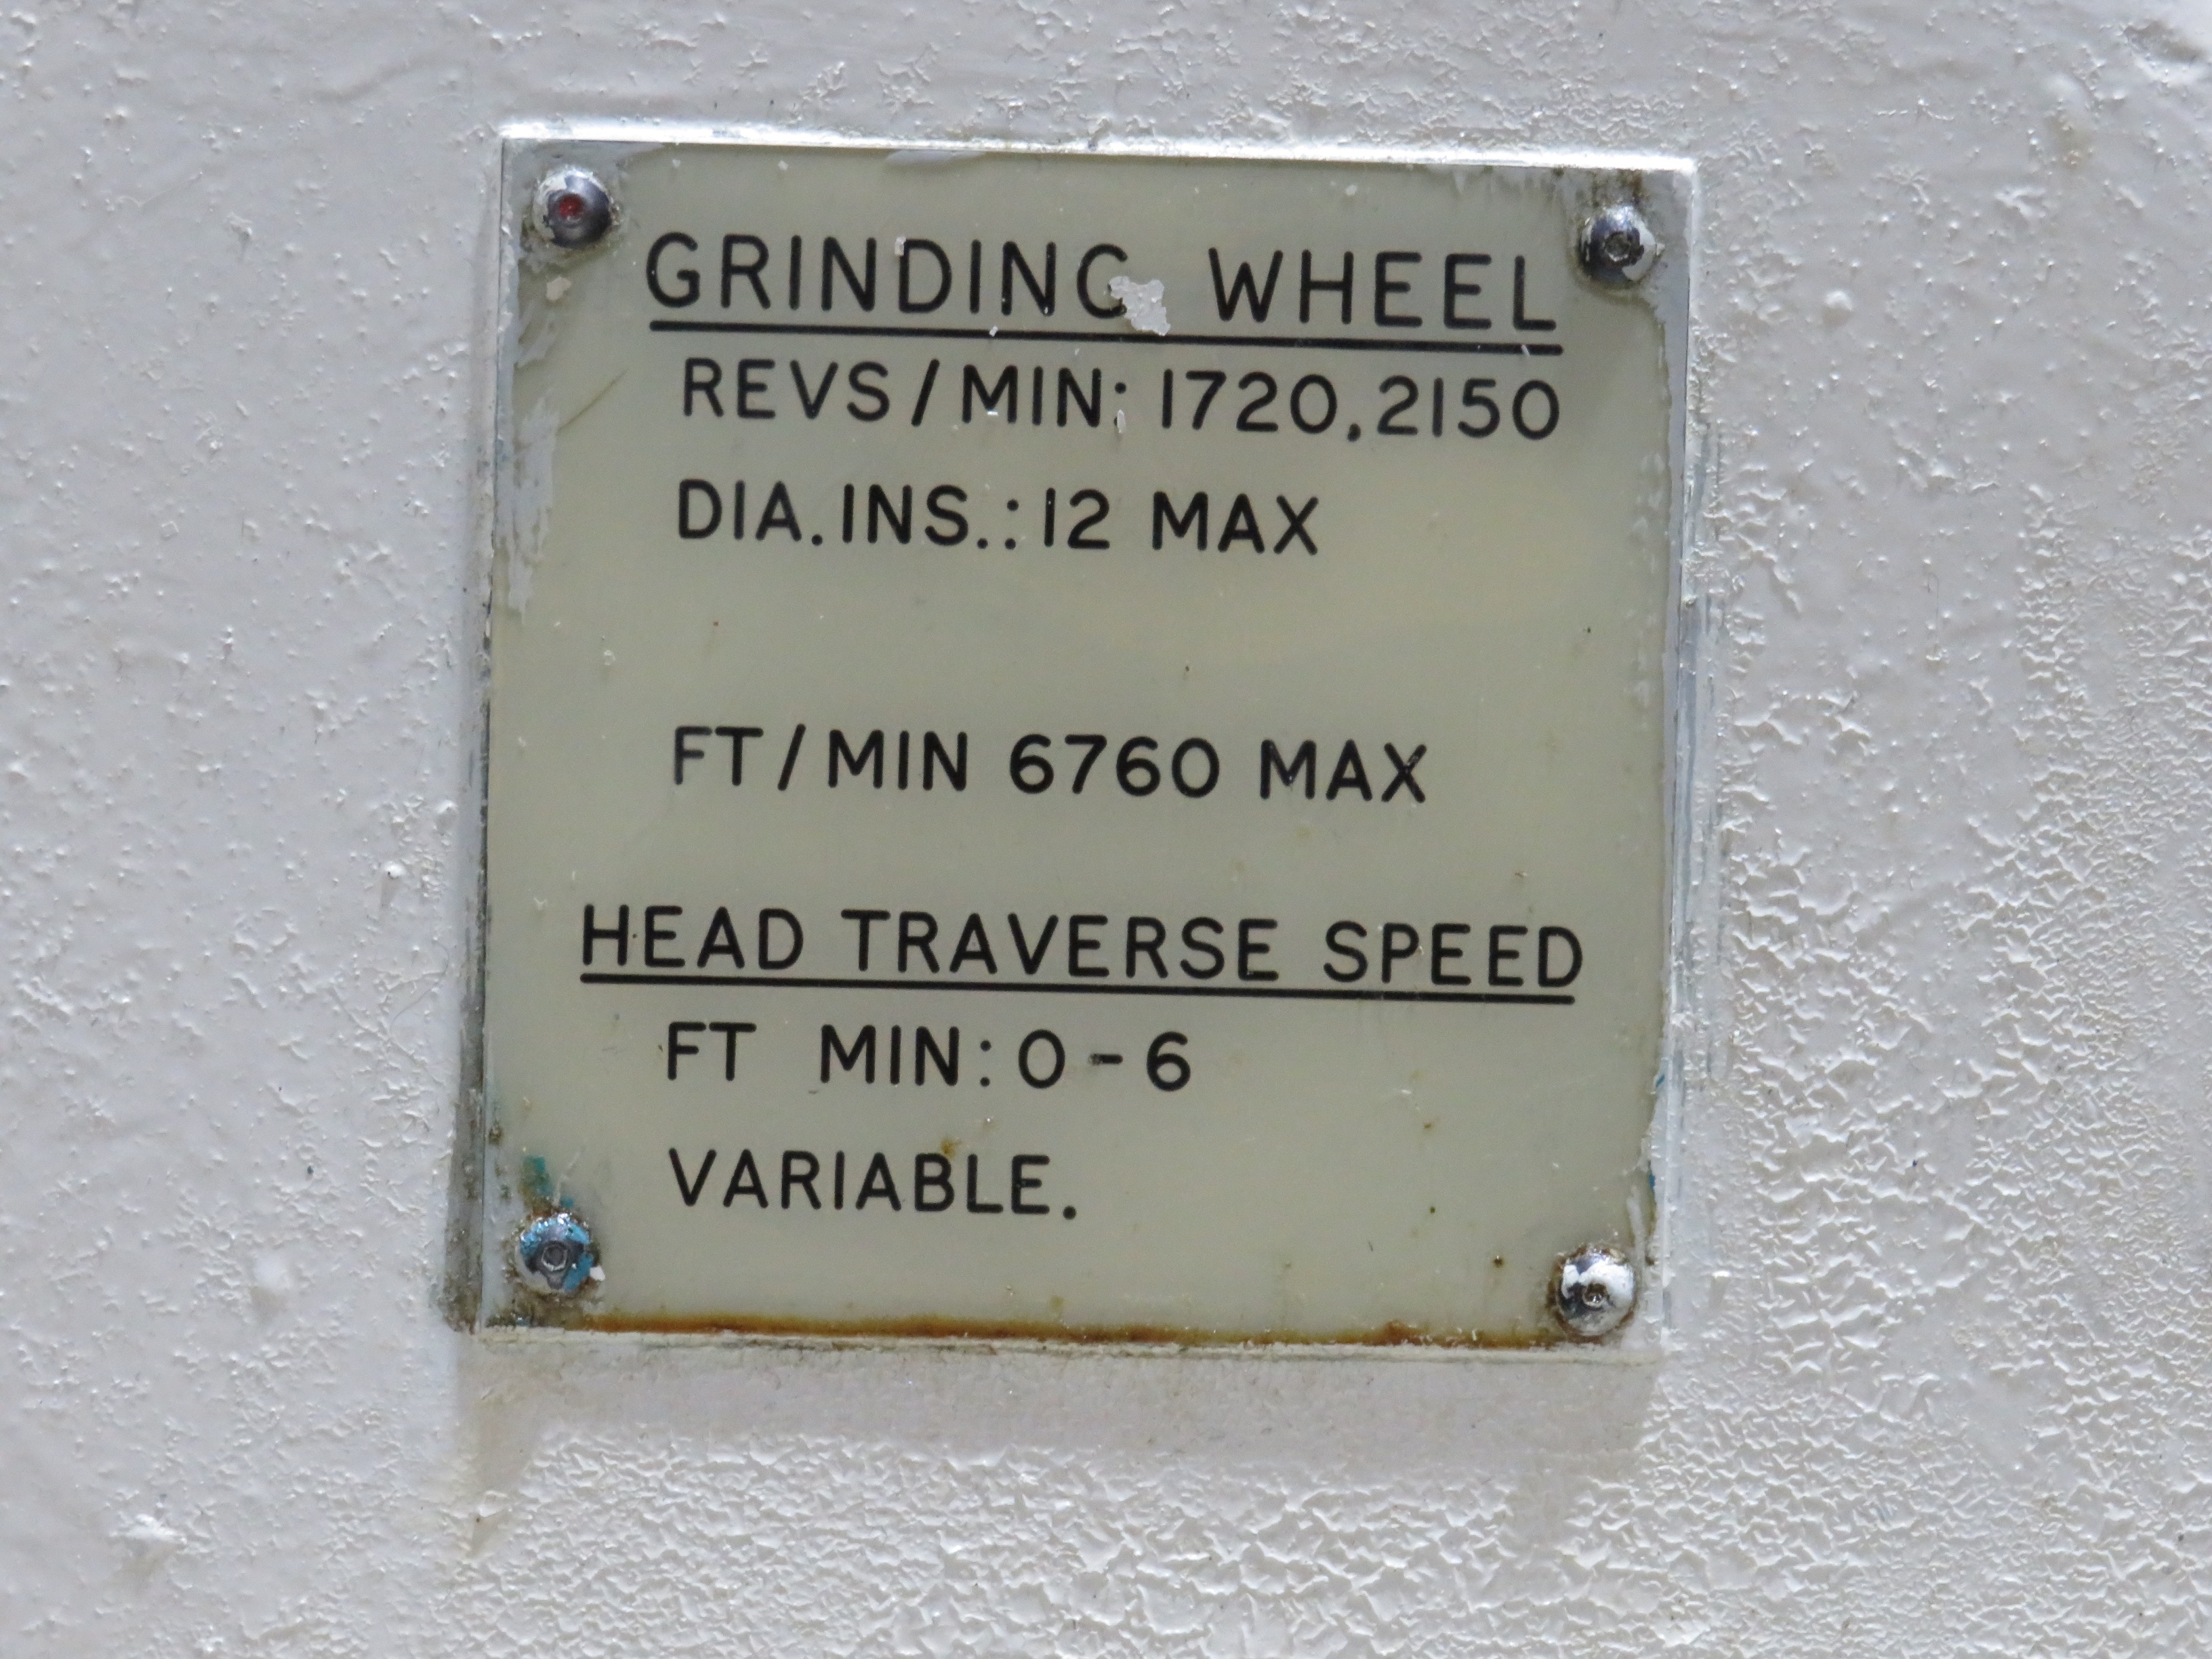 GRINDING WHEEL
REVS/MIN: 1720,2150
DIA.INS.: 12 MAX
FT/MIN 6760 MAX
HEAD TRAVERSE SPEED
FT MIN: 0-6
VARIABLE.